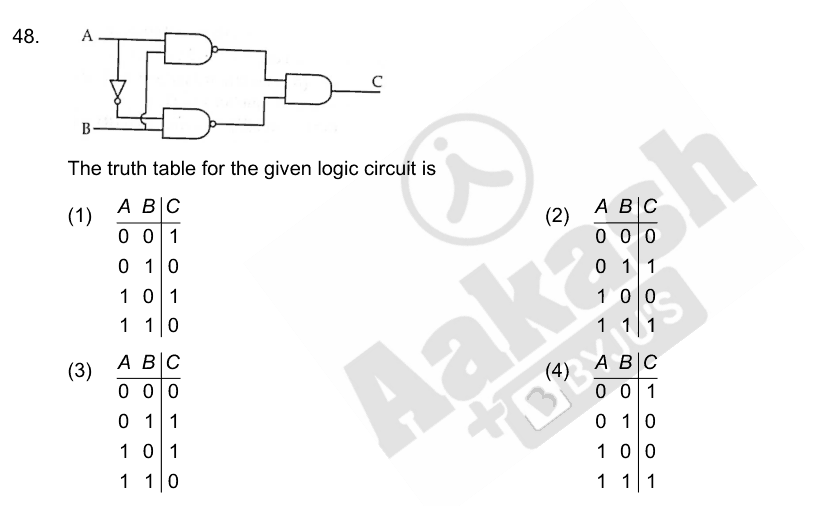 48.
A
C
B
The truth table for the given logic circuit is
(1) A B C
0 0 1
0 1 0
1 0 1
1 1 0
(2) A B C
0 0 0
0 1 1
1 0 0
1 1 1
(3) A B C
0 0 0
0 1 1
1 0 1
1 1 0
(4) A B C
0 0 1
0 1 0
1 0 0
1 1 1
Aakash
+ B BYJU'S